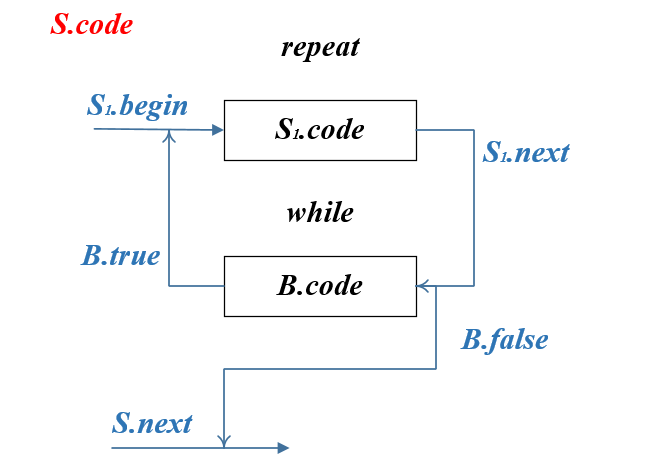 S.code
repeat
S₁.begin
S₁.code
S₁.next
while
B.true
B.code
B.false
S.next